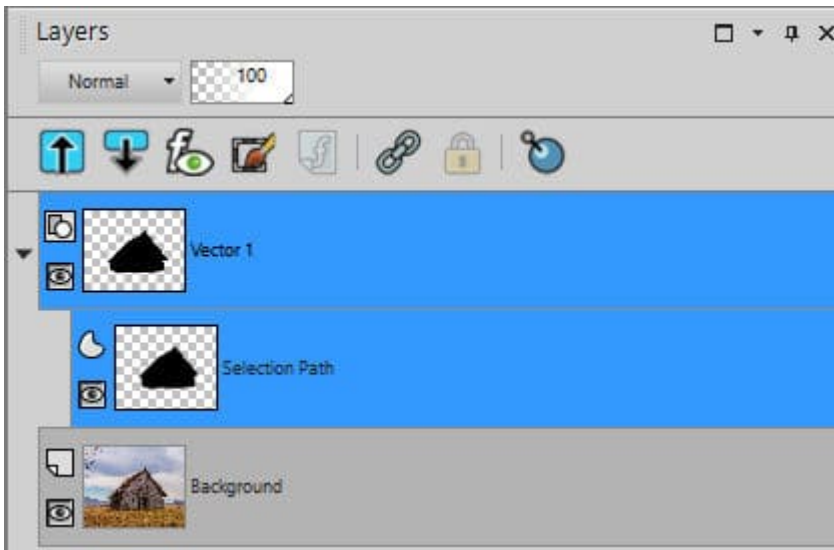 Layers
Normal
100
Vector 1
Selection Path
Background